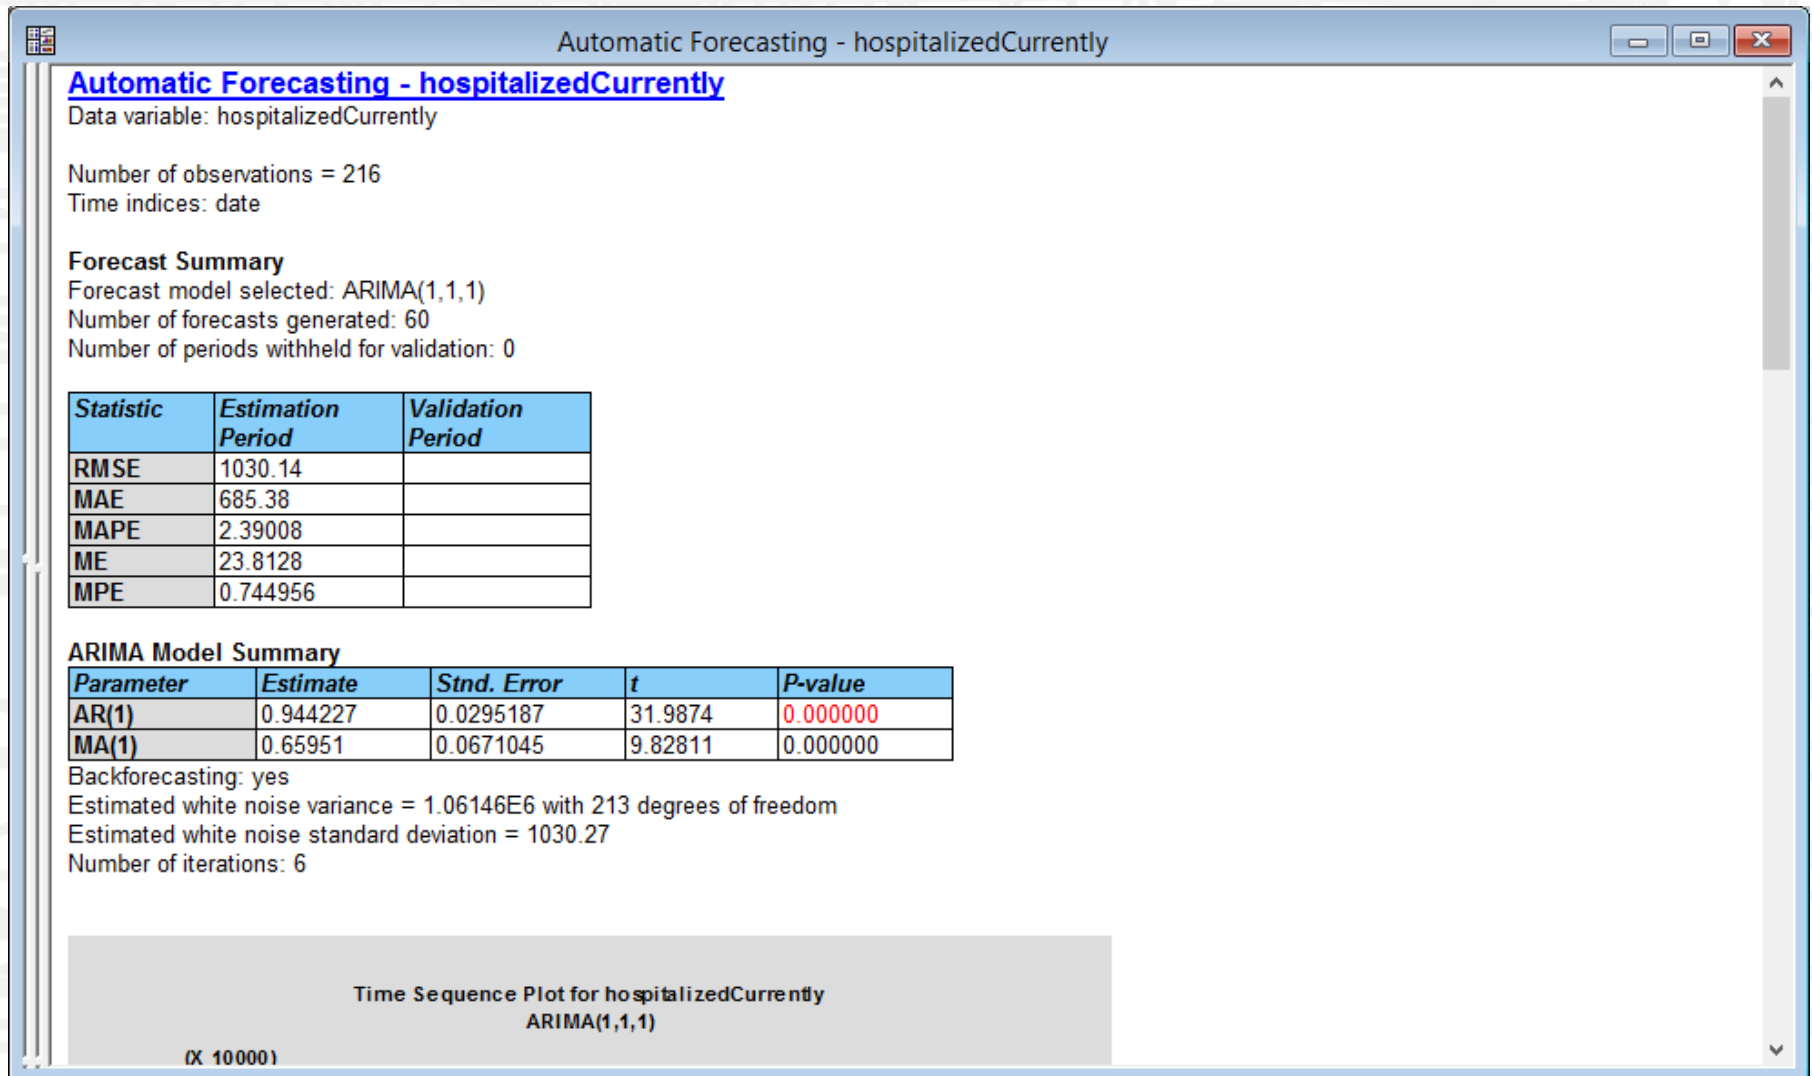 Automatic Forecasting - hospitalizedCurrently
Automatic Forecasting - hospitalizedCurrently
Data variable: hospitalizedCurrently
Number of observations = 216
Time indices: date
Forecast Summary
Forecast model selected: ARIMA(1,1,1)
Number of forecasts generated: 60
Number of periods withheld for validation: 0
Statistic Estimation Period Validation Period
RMSE 1030.14
MAE 685.38
MAPE 2.39008
ME 23.8128
MPE 0.744956
ARIMA Model Summary
Parameter Estimate Stnd. Error t P-value
AR(1) 0.944227 0.0295187 31.9874 0.000000
MA(1) 0.65951 0.0671045 9.82811 0.000000
Backforecasting: yes
Estimated white noise variance = 1.06146E6 with 213 degrees of freedom
Estimated white noise standard deviation = 1030.27
Number of iterations: 6
Time Sequence Plot for hospitalizedCurrently
ARIMA(1,1,1)
(X 10000)